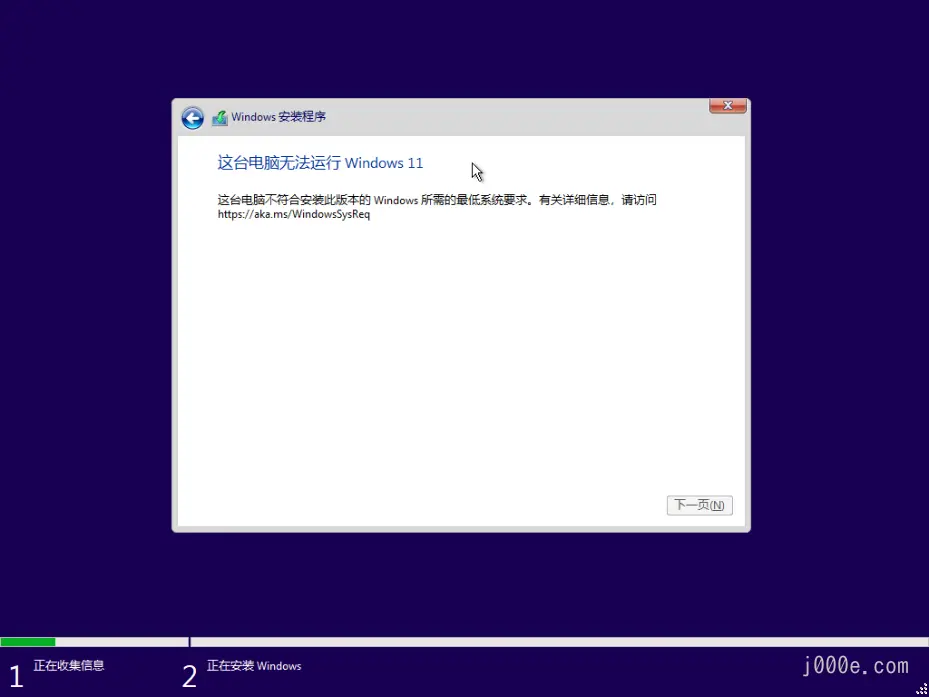 Windows 安装程序
这台电脑无法运行 Windows 11
这台电脑不符合安装此版本的 Windows 所需的最低系统要求。有关详细信息，请访问
https://aka.ms/WindowsSysReq
下一页(N)
1 正在收集信息
2 正在安装 Windows
j000e.com